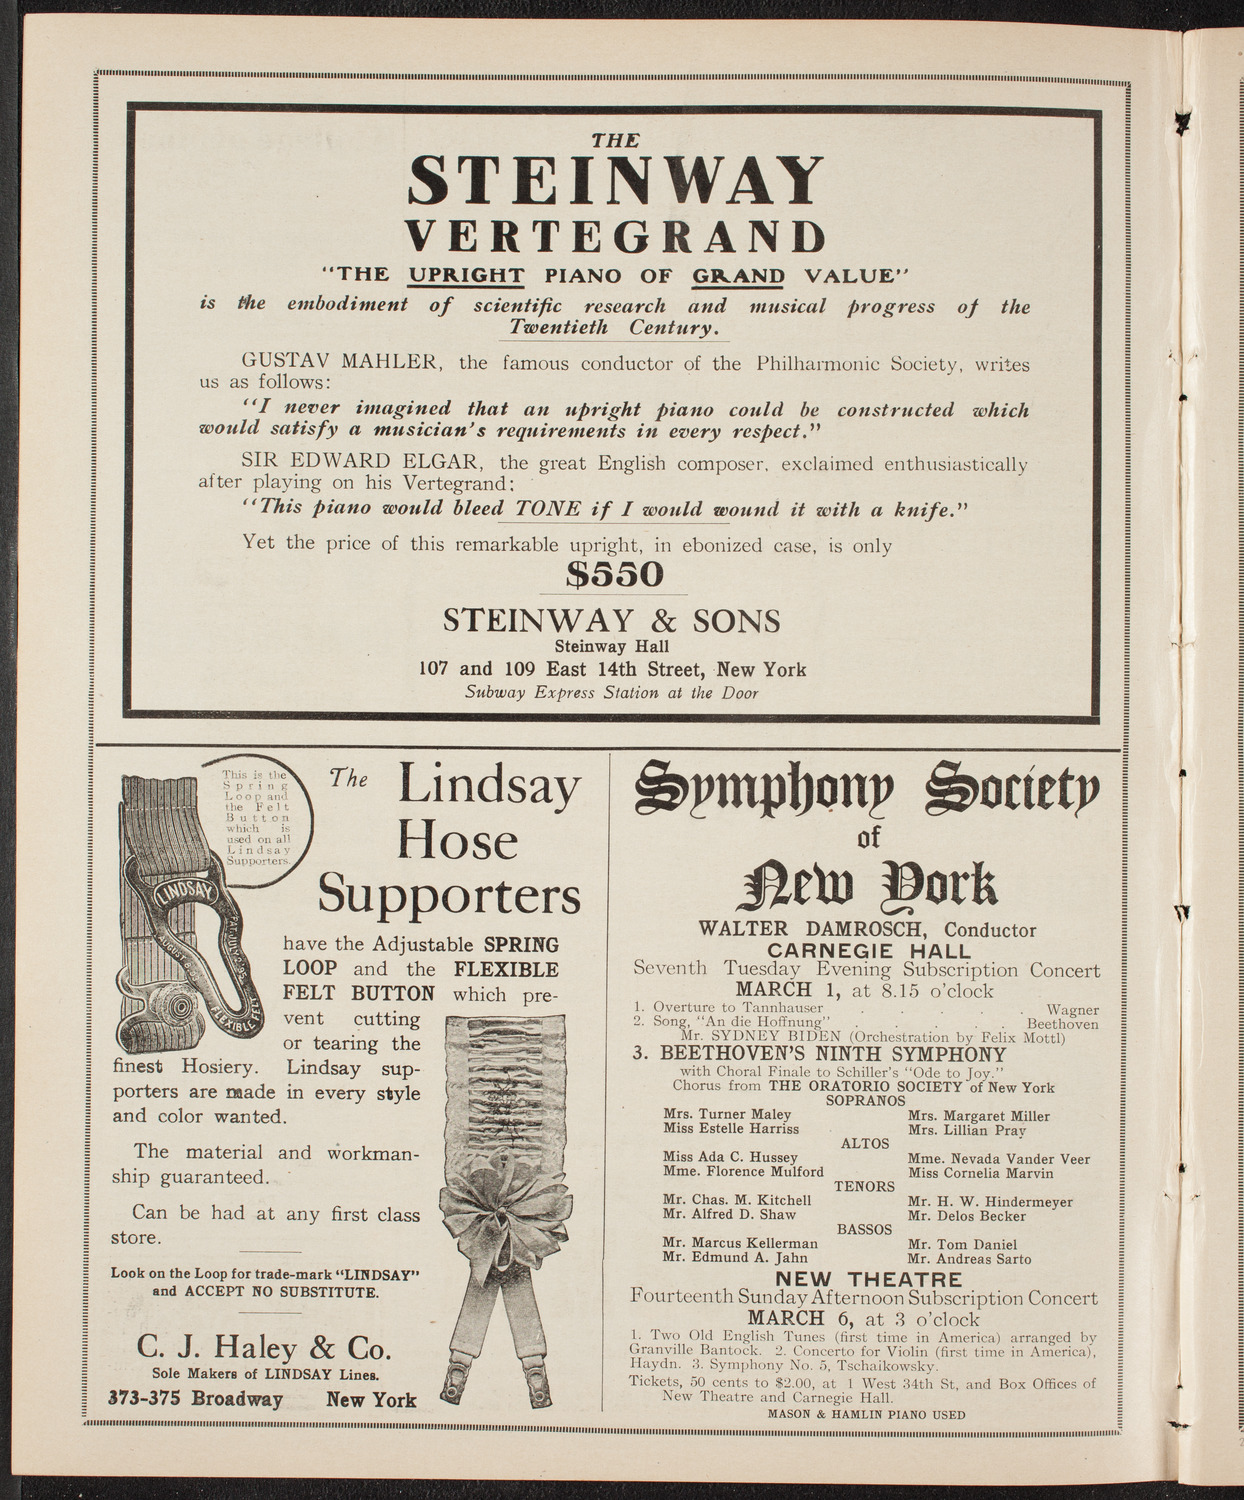 THE
STEINWAY
VERTEGRAND
"THE UPRIGHT PIANO OF GRAND VALUE"
is the embodiment of scientific research and musical progress of the
Twentieth Century.
GUSTAV MAHLER, the famous conductor of the Philharmonic Society, writes
us as follows:
"I never imagined that an upright piano could be constructed which
would satisfy a musician's requirements in every respect."
SIR EDWARD ELGAR, the great English composer, exclaimed enthusiastically
after playing on his Vertegrand:
"This piano would bleed TONE if I would wound it with a knife."
Yet the price of this remarkable upright, in ebonized case, is only
$550
STEINWAY & SONS
Steinway Hall
107 and 109 East 14th Street, New York
Subway Express Station at the Door
This is the
Spring
Loop and
the Felt
Button
which is
used on all
Lindsay
Supporters.
LINDSAY
FLEXIBLE FELT
The Lindsay
Hose
Supporters
have the Adjustable SPRING
LOOP and the FLEXIBLE
FELT BUTTON which pre-
vent cutting
or tearing the
finest Hosiery. Lindsay sup-
porters are made in every style
and color wanted.
The material and workman-
ship guaranteed.
Can be had at any first class
store.
Look on the Loop for trade-mark "LINDSAY"
and ACCEPT NO SUBSTITUTE.
C. J. Haley & Co.
Sole Makers of LINDSAY Lines.
373-375 Broadway New York
Symphony Society
of
New York
WALTER DAMROSCH, Conductor
CARNEGIE HALL
Seventh Tuesday Evening Subscription Concert
MARCH 1, at 8.15 o'clock
1. Overture to Tannhauser . . . . . Wagner
2. Song, "An die Hoffnung" . . . . . Beethoven
Mr. SYDNEY BIDEN (Orchestration by Felix Mottl)
3. BEETHOVEN'S NINTH SYMPHONY
with Choral Finale to Schiller's "Ode to Joy."
Chorus from THE ORATORIO SOCIETY of New York
SOPRANOS
Mrs. Turner Maley Mrs. Margaret Miller
Miss Estelle Harriss Mrs. Lillian Pray
ALTOS
Miss Ada C. Hussey Mme. Nevada Vander Veer
Mme. Florence Mulford Miss Cornelia Marvin
TENORS
Mr. Chas. M. Kitchell Mr. H. W. Hindermeyer
Mr. Alfred D. Shaw Mr. Delos Becker
BASSOS
Mr. Marcus Kellerman Mr. Tom Daniel
Mr. Edmund A. Jahn Mr. Andreas Sarto
NEW THEATRE
Fourteenth Sunday Afternoon Subscription Concert
MARCH 6, at 3 o'clock
1. Two Old English Tunes (first time in America) arranged by
Granville Bantock. 2. Concerto for Violin (first time in America),
Haydn. 3. Symphony No. 5, Tschaikowsky.
Tickets, 50 cents to $2.00, at 1 West 34th St, and Box Offices of
New Theatre and Carnegie Hall.
MASON & HAMLIN PIANO USED